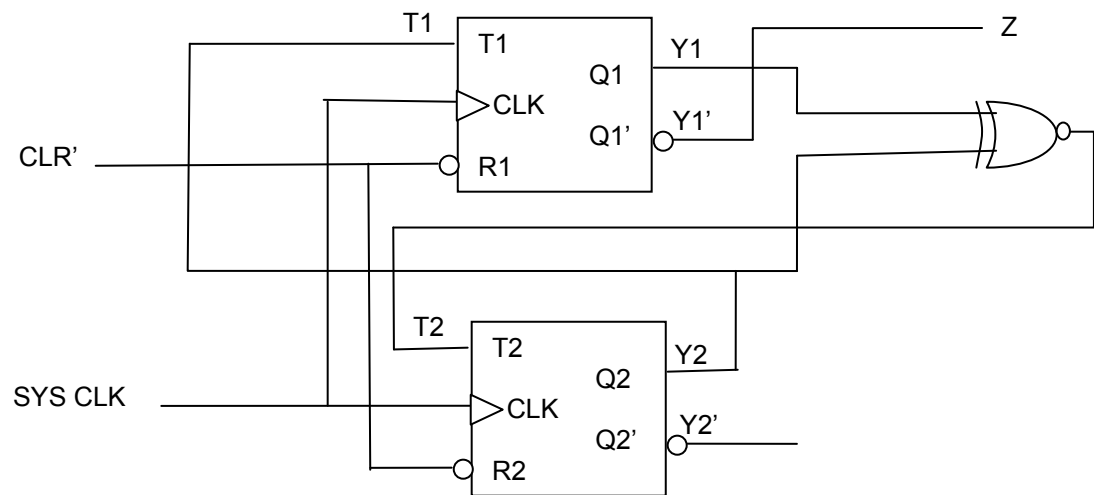 T1
T1
Y1
Z
Q1
CLK
Q1’
Y1’
CLR’
R1
T2
T2
Y2
Q2
SYS CLK
CLK
Q2’
Y2’
R2